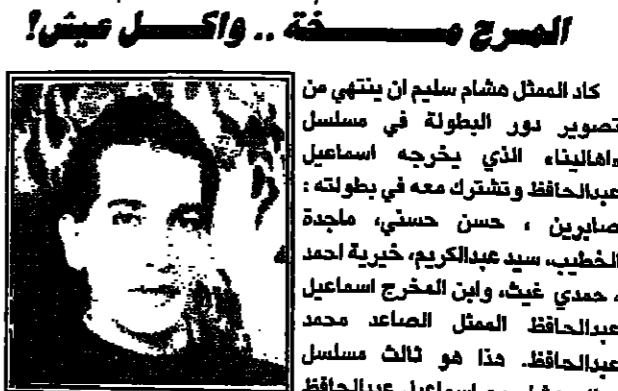 المسرح مسخة .. واكل عيش!
كاد الممثل هشام سليم ان ينتهي من
تصوير دور البطولة في مسلسل
«اهالينا» الذي يخرجه اسماعيل
عبدالحافظ وتشترك معه في بطولته :
صابرين ، حسن حسني، ماجدة
الخطيب، سيد عبدالكريم، خيرية احمد
، حمدي غيث، وابن المخرج اسماعيل
عبدالحافظ الممثل الصاعد محمد
عبدالحافظ. هذا هو ثالث مسلسل
اسماعيل عبدالحافظ